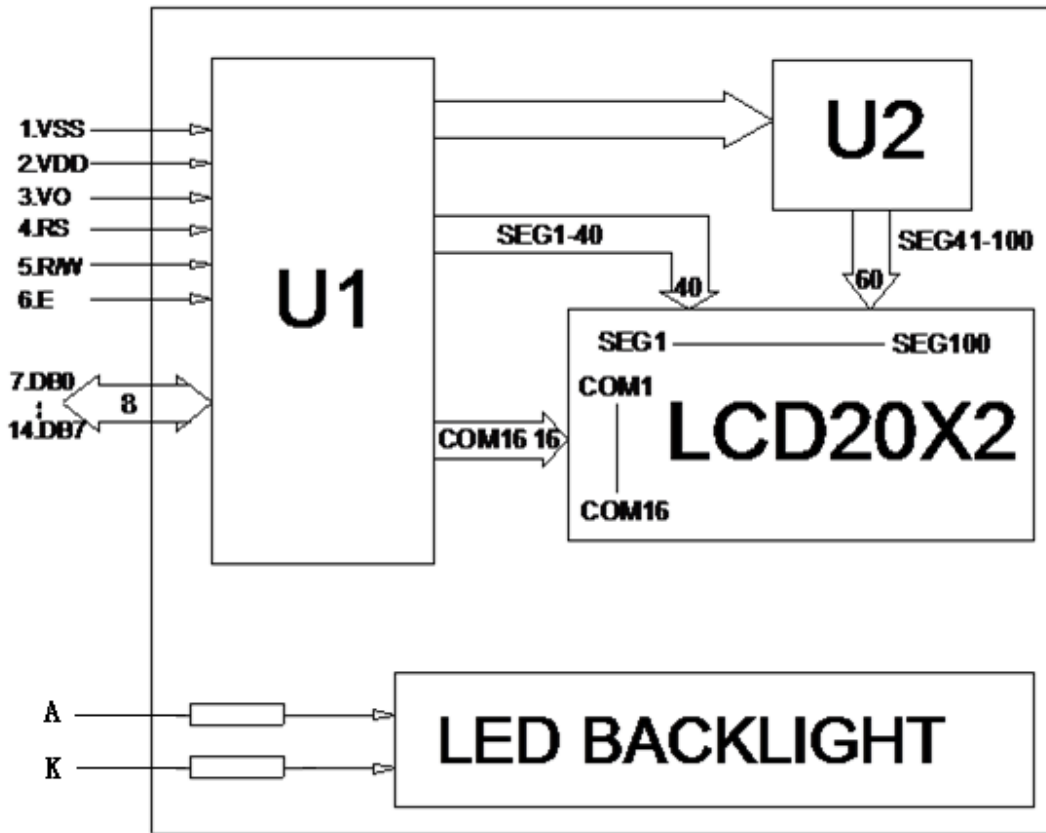 1.VSS
2.VDD
3.VO
4.RS
5.R/W
6.E
7.DB0
14.DB7
8
U1
U2
SEG1-40
40
SEG41-100
60
SEG1
SEG100
COM1
COM16
LCD20X2
COM16 16
A
K
LED BACKLIGHT